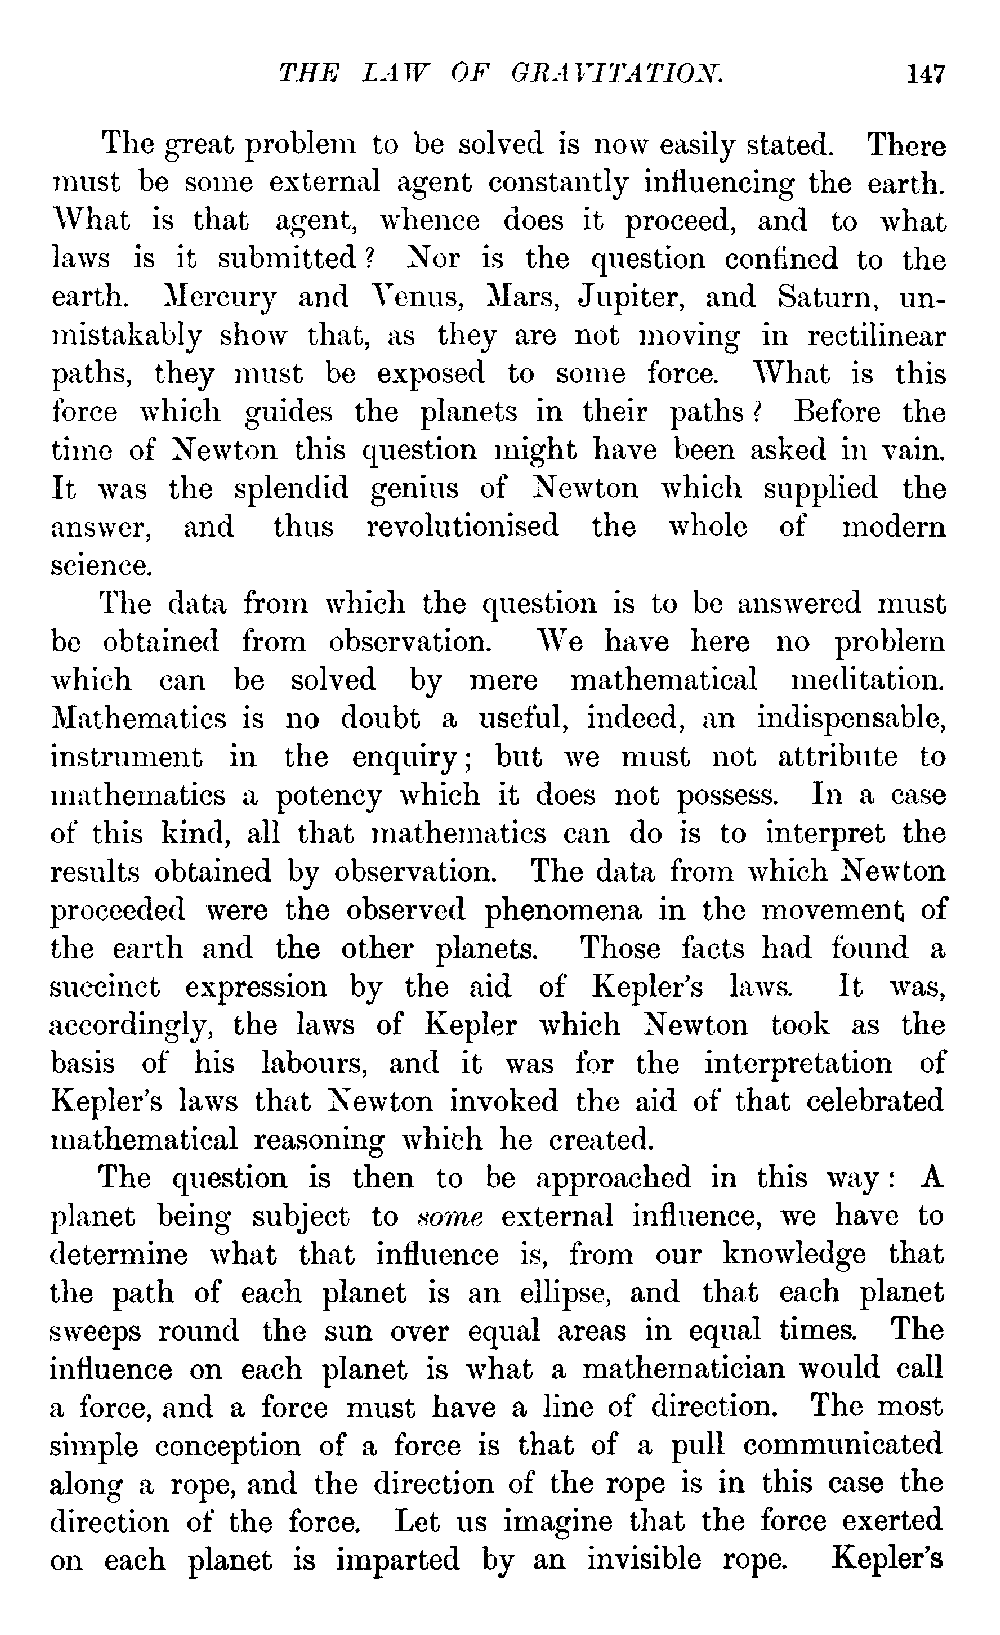 THE LAW OF GRAVITATION. 147
The great problem to be solved is now easily stated. There
must be some external agent constantly influencing the earth.
What is that agent, whence does it proceed, and to what
laws is it submitted? Nor is the question confined to the
earth. Mercury and Venus, Mars, Jupiter, and Saturn, un-
mistakably show that, as they are not moving in rectilinear
paths, they must be exposed to some force. What is this
force which guides the planets in their paths? Before the
time of Newton this question might have been asked in vain.
It was the splendid genius of Newton which supplied the
answer, and thus revolutionised the whole of modern
science.
The data from which the question is to be answered must
be obtained from observation. We have here no problem
which can be solved by mere mathematical meditation.
Mathematics is no doubt a useful, indeed, an indispensable,
instrument in the enquiry; but we must not attribute to
mathematics a potency which it does not possess. In a case
of this kind, all that mathematics can do is to interpret the
results obtained by observation. The data from which Newton
proceeded were the observed phenomena in the movement of
the earth and the other planets. Those facts had found a
succinct expression by the aid of Kepler's laws. It was,
accordingly, the laws of Kepler which Newton took as the
basis of his labours, and it was for the interpretation of
Kepler's laws that Newton invoked the aid of that celebrated
mathematical reasoning which he created.
The question is then to be approached in this way: A
planet being subject to some external influence, we have to
determine what that influence is, from our knowledge that
the path of each planet is an ellipse, and that each planet
sweeps round the sun over equal areas in equal times. The
influence on each planet is what a mathematician would call
a force, and a force must have a line of direction. The most
simple conception of a force is that of a pull communicated
along a rope, and the direction of the rope is in this case the
direction of the force. Let us imagine that the force exerted
on each planet is imparted by an invisible rope. Kepler's